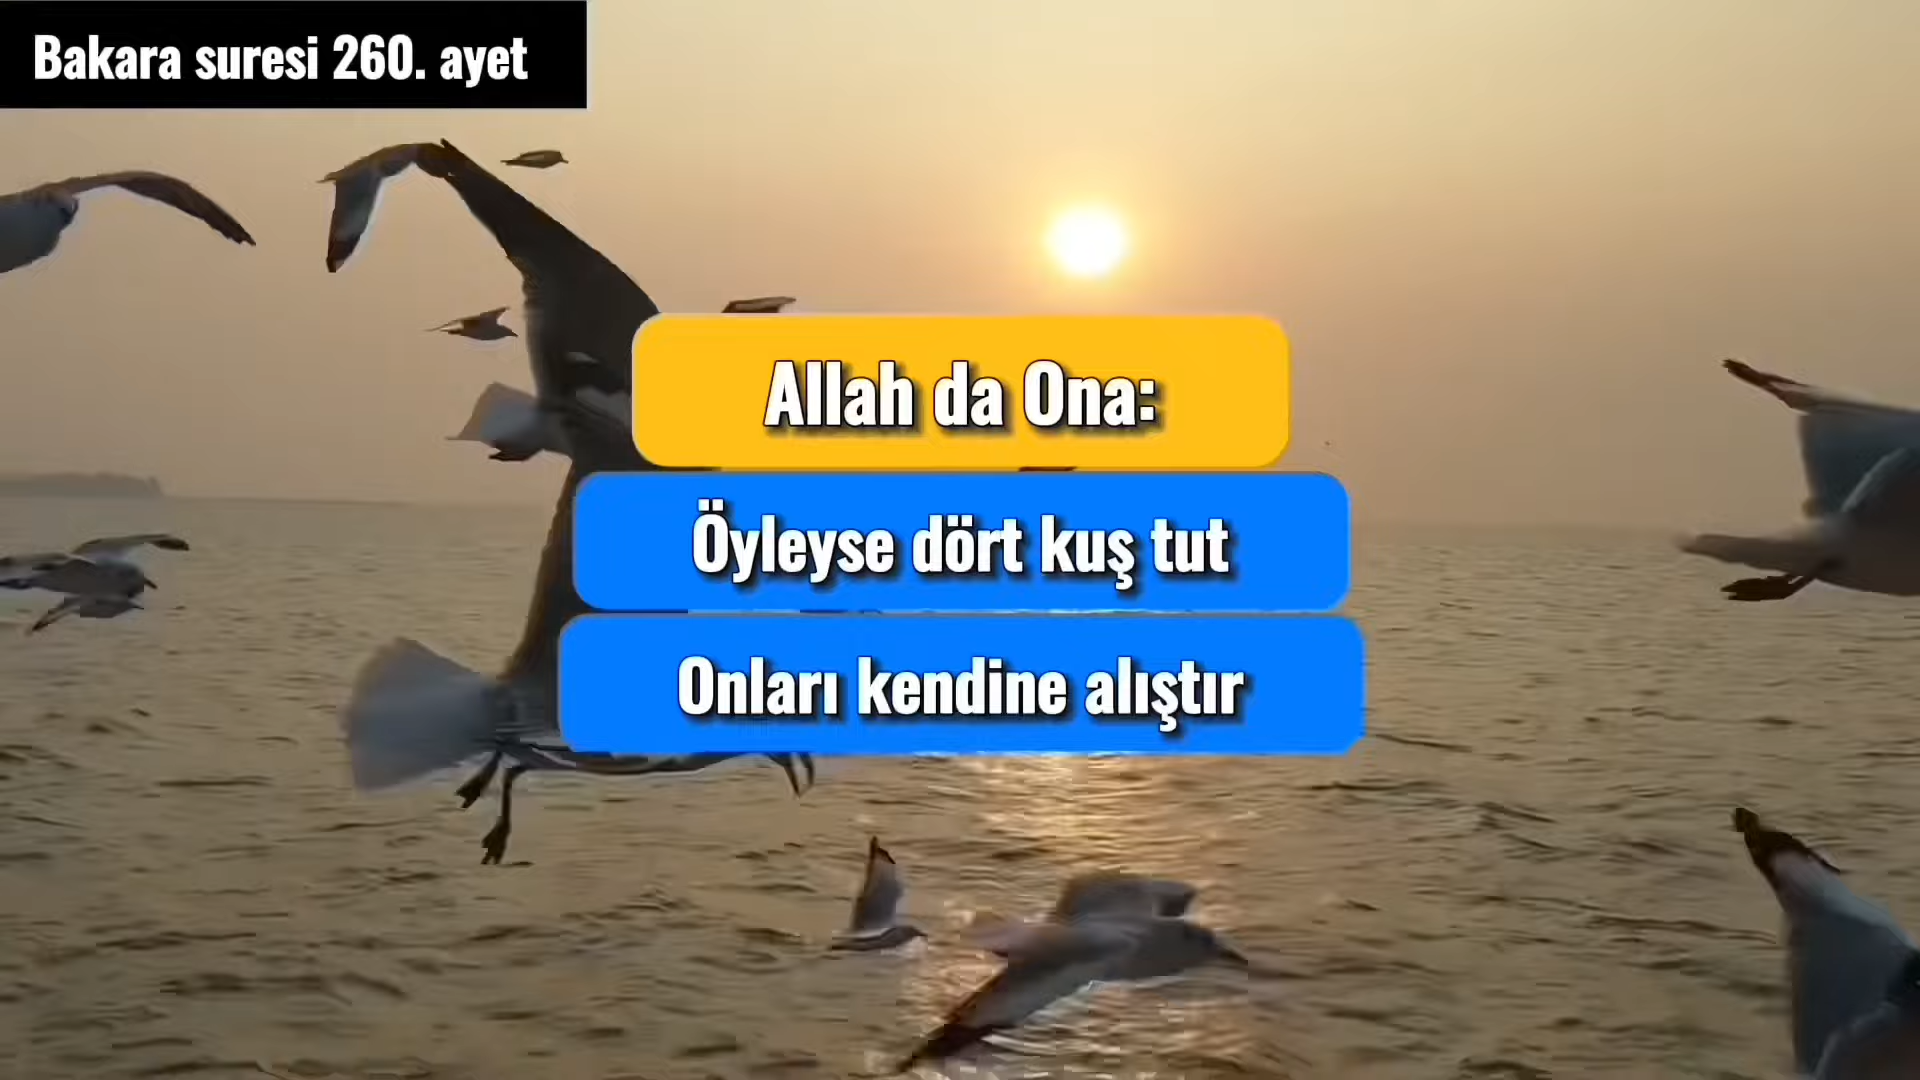 Bakara suresi 260. ayet
Allah da Ona:
Öyleyse dört kuş tut
Onları kendine alıştır